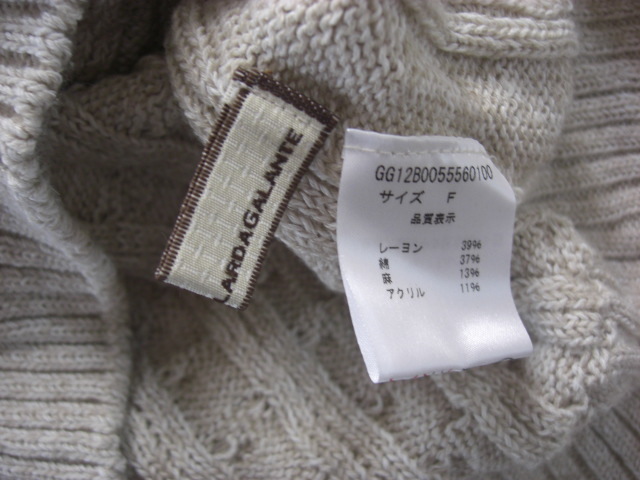 LARDAGALANTE
GG12B0055560100
サイズ F
品質表示
レーヨン 39%
綿 37%
麻 13%
アクリル 11%